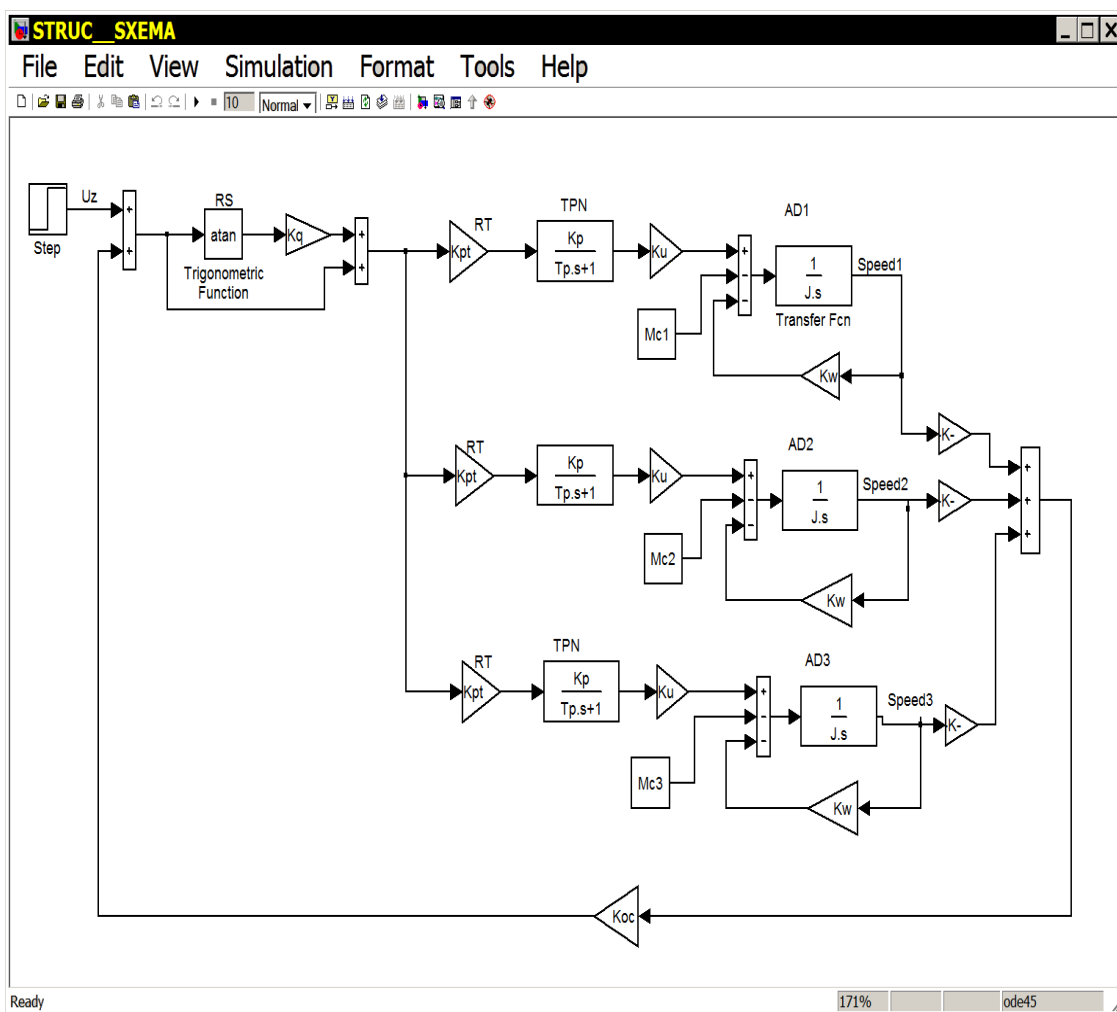 STRUC__SXEMA
File Edit View Simulation Format Tools Help
10 Normal
Uz
Step
+
+
RS
atan
Trigonometric
Function
Kq
+
+
RT
Kpt
TPN
Kp
Tp.s+1
Ku
AD1
+
-
-
1
J.s
Transfer Fcn
Speed1
Mc1
Kw
K-
RT
Kpt
Kp
Tp.s+1
Ku
AD2
+
-
-
1
J.s
Speed2
K-
Mc2
Kw
+
+
+
RT
Kpt
TPN
Kp
Tp.s+1
Ku
AD3
+
-
-
1
J.s
Speed3
K-
Mc3
Kw
Koc
Ready 171% ode45